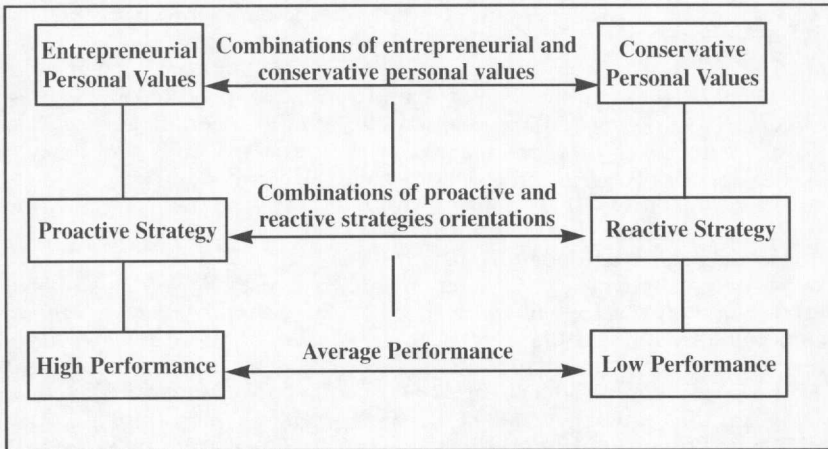 Entrepreneurial
Personal Values
Combinations of entrepreneurial and
conservative personal values
Conservative
Personal Values
Proactive Strategy
Combinations of proactive and
reactive strategies orientations
Reactive Strategy
High Performance
Average Performance
Low Performance